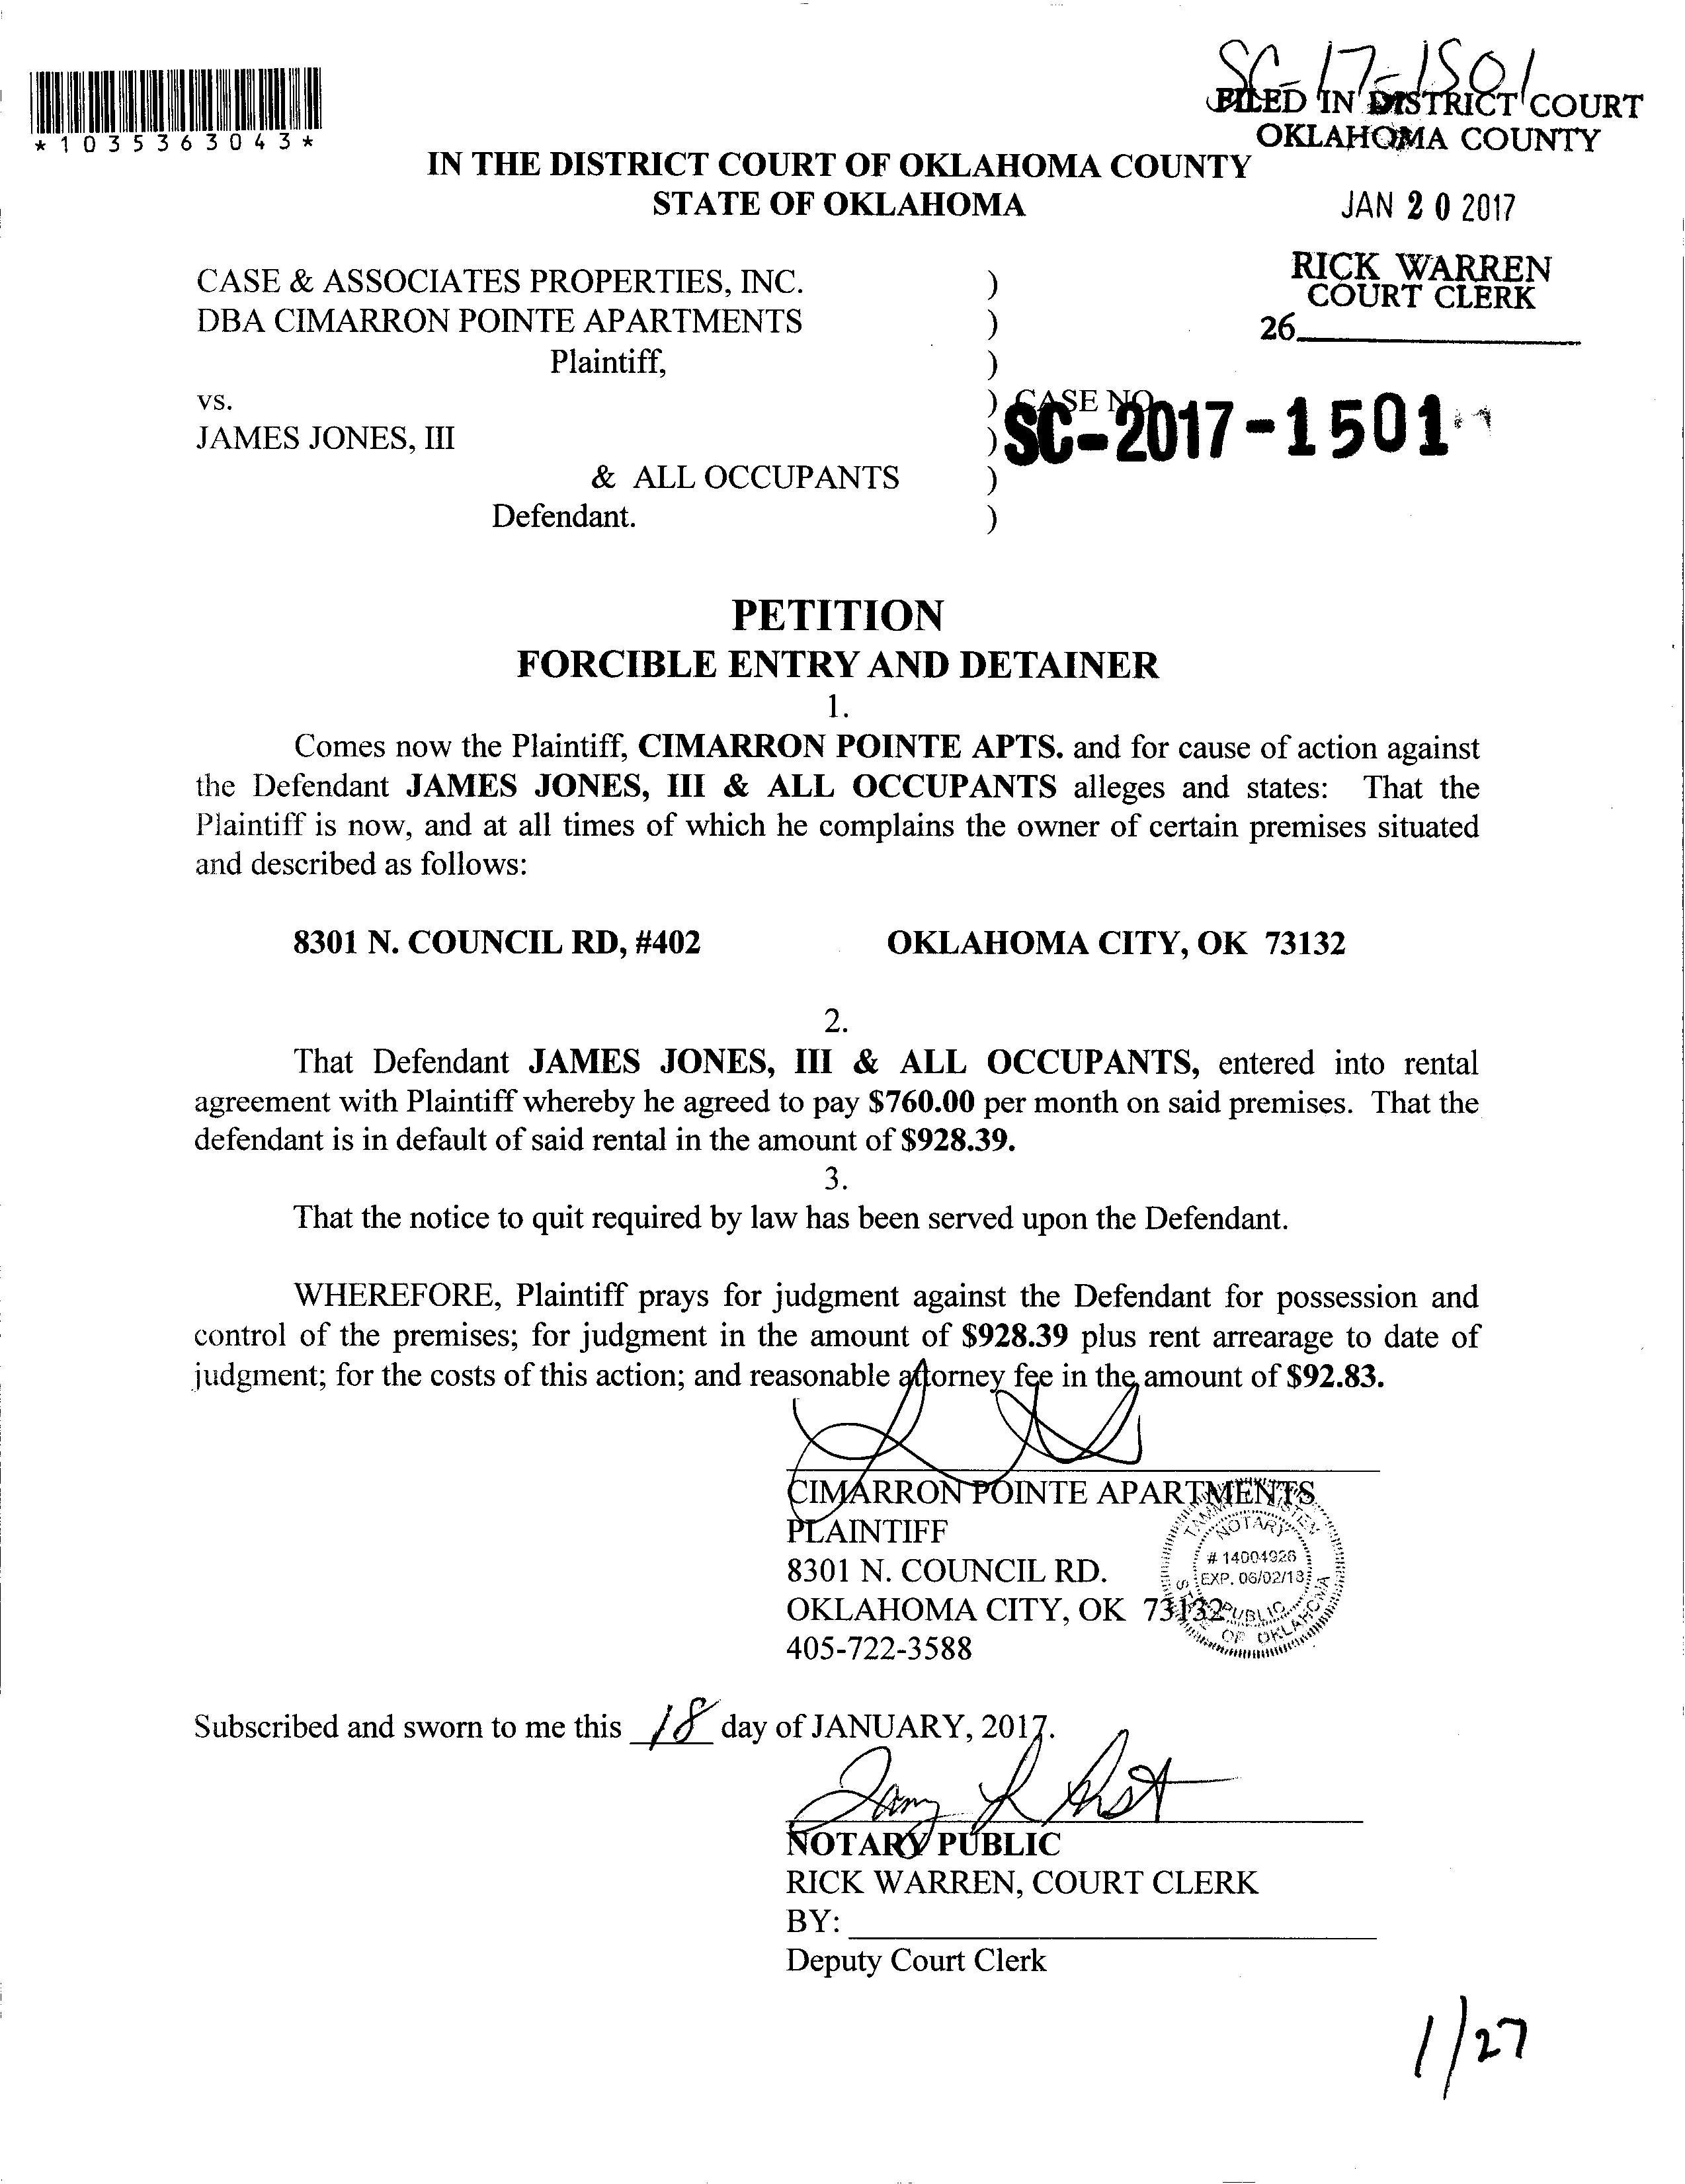 SC-17-1501
*1035363043*
FILED IN DISTRICT COURT
OKLAHOMA COUNTY
IN THE DISTRICT COURT OF OKLAHOMA COUNTY
STATE OF OKLAHOMA
JAN 20 2017
RICK WARREN
COURT CLERK
26
CASE & ASSOCIATES PROPERTIES, INC. )
DBA CIMARRON POINTE APARTMENTS )
Plaintiff, )
vs. ) CASE NO.
JAMES JONES, III ) SC-2017-1501
& ALL OCCUPANTS )
Defendant. )
PETITION
FORCIBLE ENTRY AND DETAINER
1.
Comes now the Plaintiff, CIMARRON POINTE APTS. and for cause of action against
the Defendant JAMES JONES, III & ALL OCCUPANTS alleges and states: That the
Plaintiff is now, and at all times of which he complains the owner of certain premises situated
and described as follows:
8301 N. COUNCIL RD, #402 OKLAHOMA CITY, OK 73132
2.
That Defendant JAMES JONES, III & ALL OCCUPANTS, entered into rental
agreement with Plaintiff whereby he agreed to pay $760.00 per month on said premises. That the
defendant is in default of said rental in the amount of $928.39.
3.
That the notice to quit required by law has been served upon the Defendant.
WHEREFORE, Plaintiff prays for judgment against the Defendant for possession and
control of the premises; for judgment in the amount of $928.39 plus rent arrearage to date of
judgment; for the costs of this action; and reasonable attorney fee in the amount of $92.83.
CIMARRON POINTE APARTMENTS
PLAINTIFF
8301 N. COUNCIL RD.
OKLAHOMA CITY, OK 73132
405-722-3588
NOTARY
# 14004926
EXP. 06/02/18
PUBLIC
STATE OF OKLAHOMA
Subscribed and sworn to me this 18 day of JANUARY, 2017.
NOTARY PUBLIC
RICK WARREN, COURT CLERK
BY:
Deputy Court Clerk
1/27